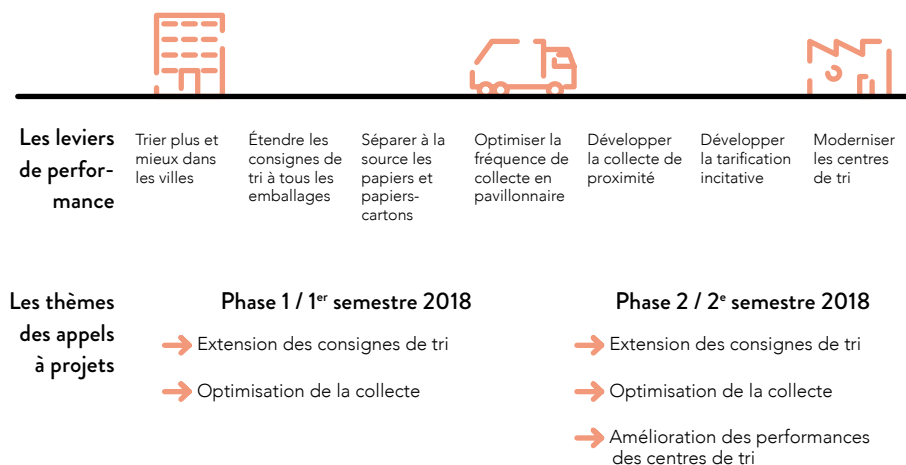 Les leviers
de perfor-
mance
Trier plus et
mieux dans
les villes
Étendre les
consignes de
tri à tous les
emballages
Séparer à la
source les
papiers et
papiers-
cartons
Optimiser la
fréquence de
collecte en
pavillonnaire
Développer
la collecte de
proximité
Développer
la tarification
incitative
Moderniser
les centres
de tri
Les thèmes
des appels
à projets
Phase 1 / 1er semestre 2018
Extension des consignes de tri
Optimisation de la collecte
Phase 2 / 2e semestre 2018
Extension des consignes de tri
Optimisation de la collecte
Amélioration des performances
des centres de tri